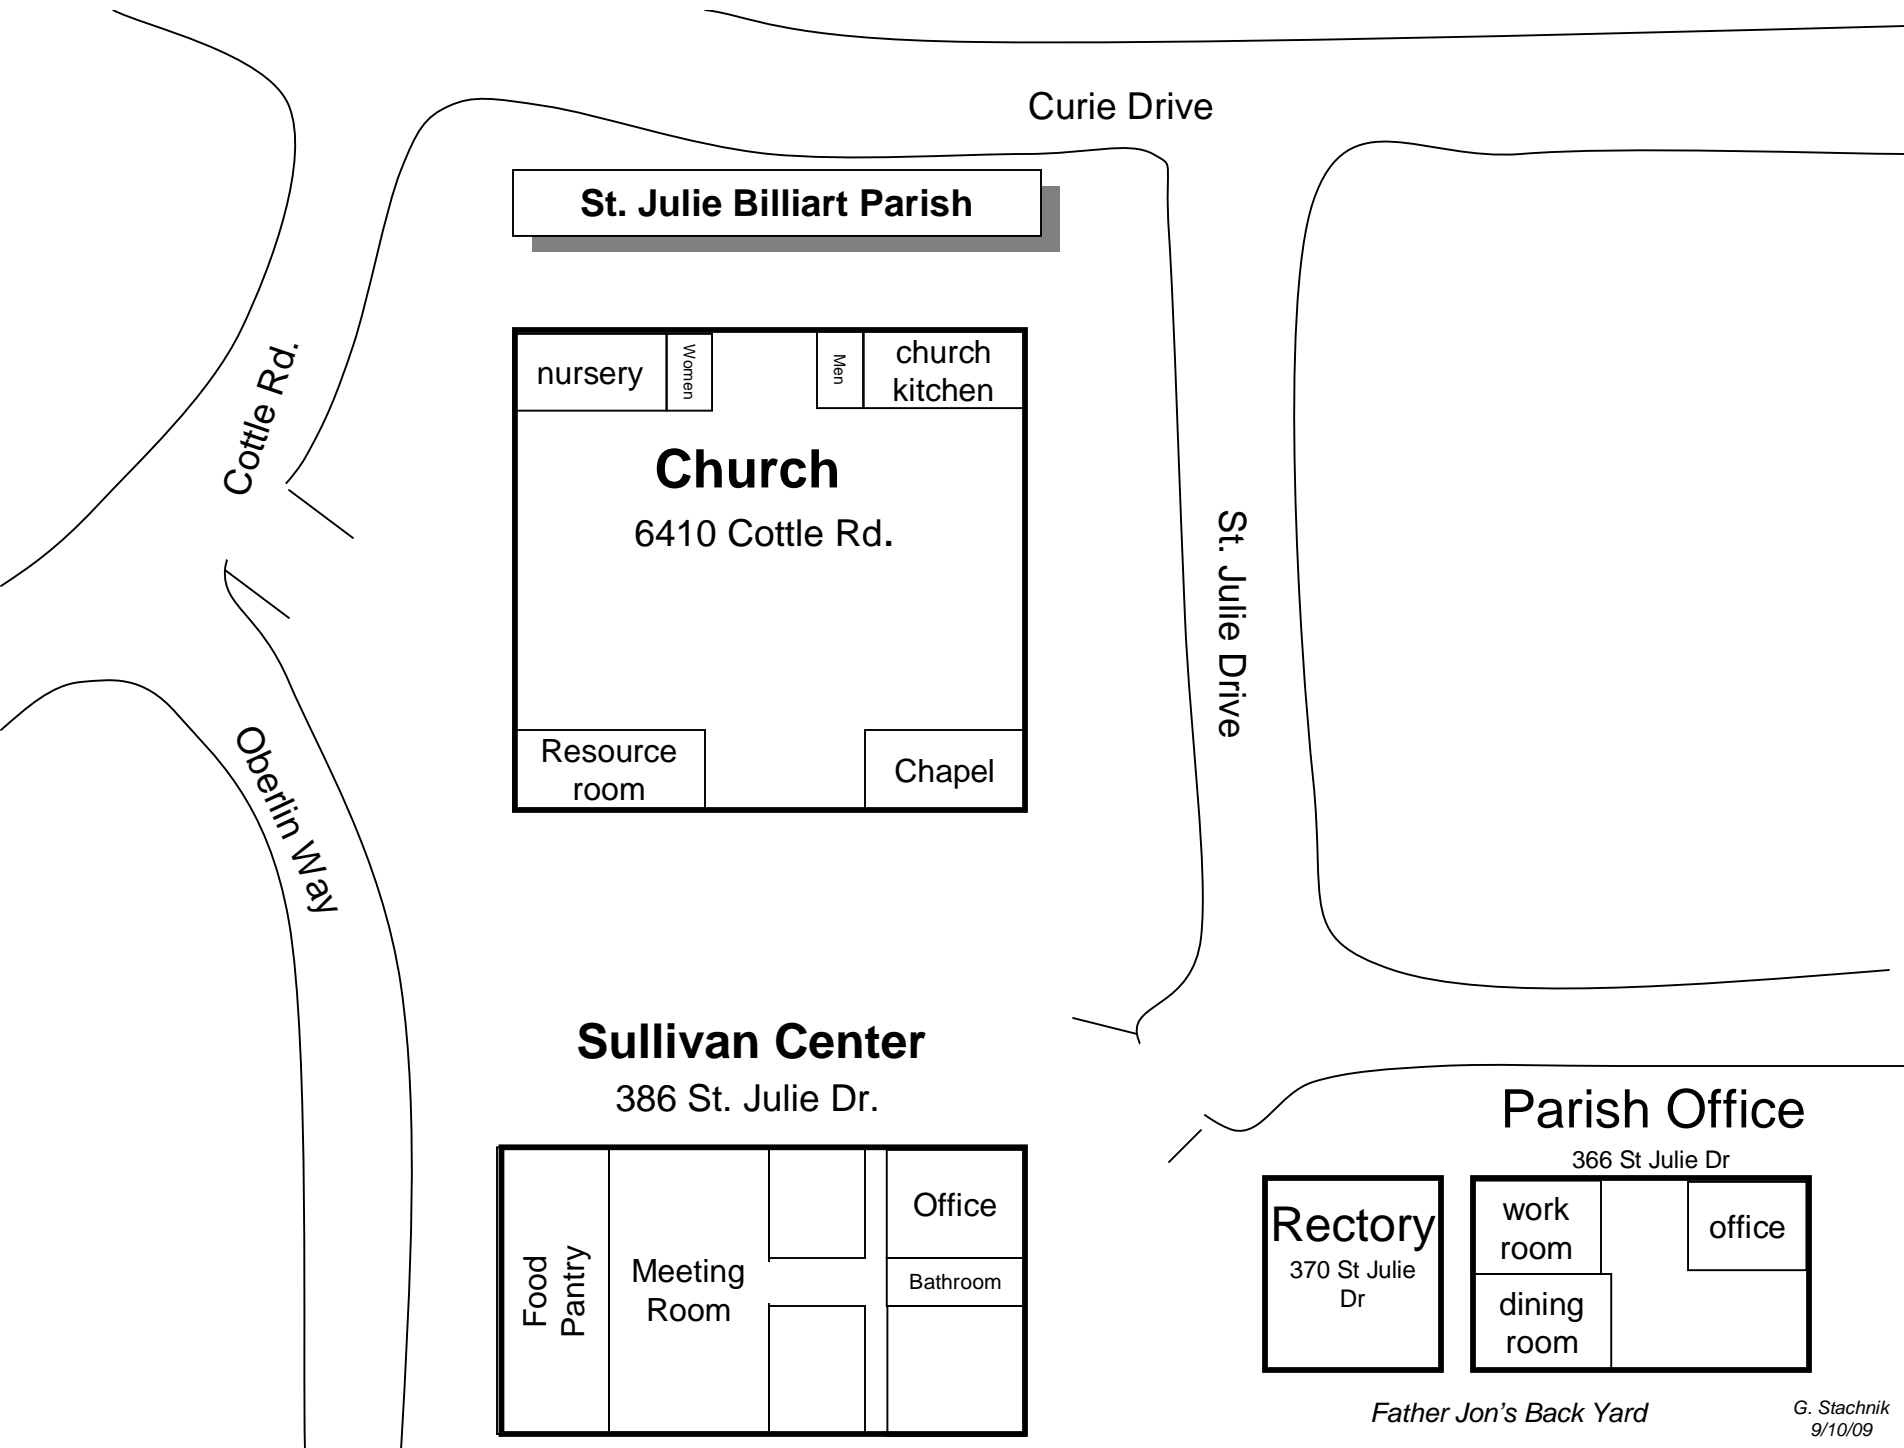 Curie Drive
St. Julie Billiart Parish
nursery
Women
Men
church
kitchen
Cottle Rd.
Church
6410 Cottle Rd.
St. Julie Drive
Resource
room
Chapel
Oberlin Way
Sullivan Center
386 St. Julie Dr.
Food
Pantry
Meeting
Room
Office
Bathroom
Parish Office
366 St Julie Dr
Rectory
370 St Julie
Dr
work
room
office
dining
room
Father Jon's Back Yard
G. Stachnik
9/10/09